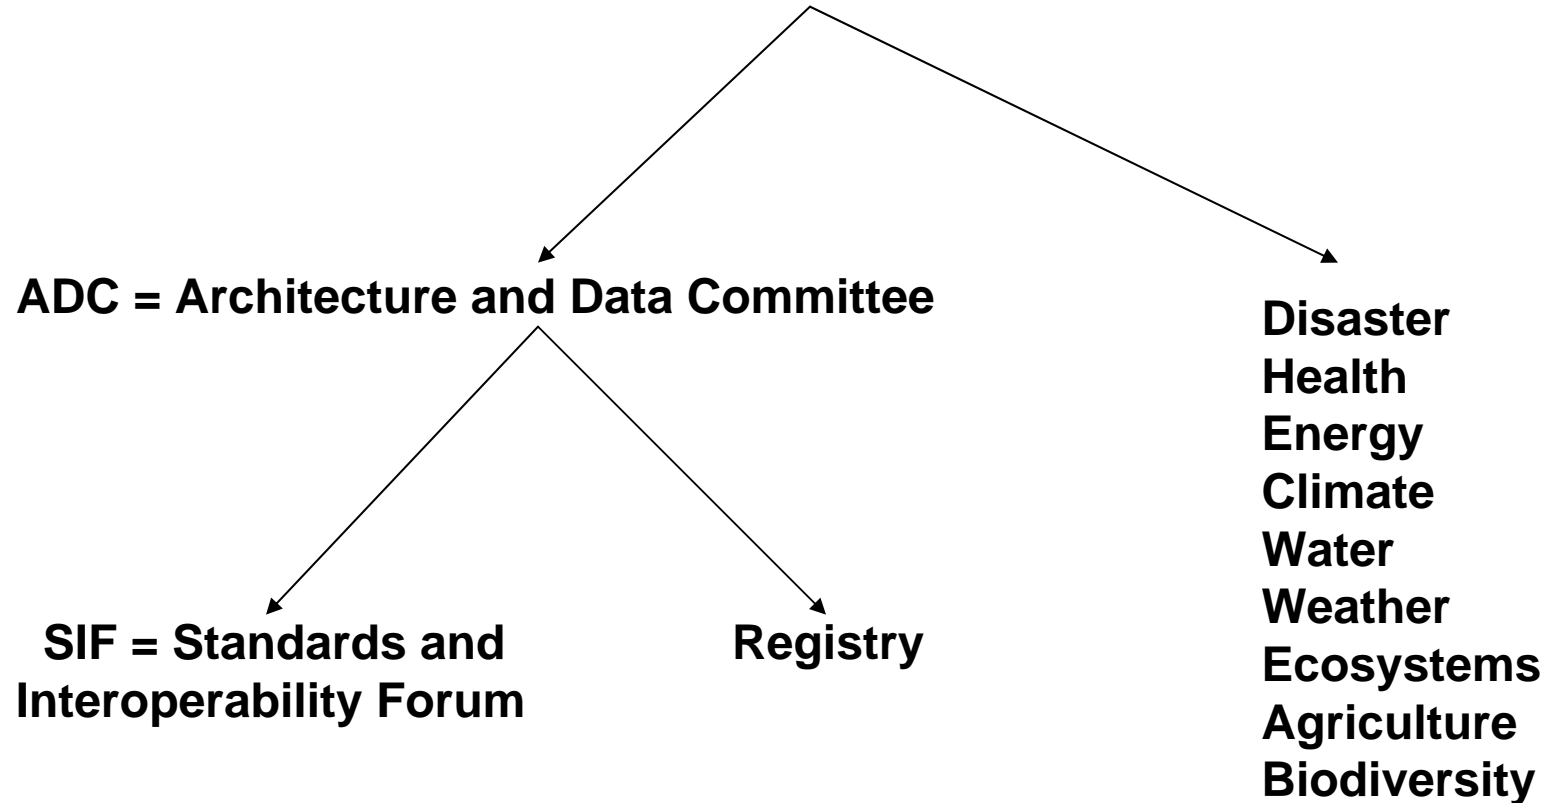 ADC = Architecture and Data Committee
SIF = Standards and
Interoperability Forum
Registry
Disaster
Health
Energy
Climate
Water
Weather
Ecosystems
Agriculture
Biodiversity